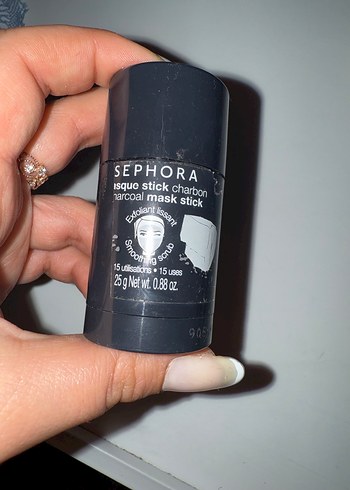 SEPHORA
asque stick charbon
harcoal mask stick
Exfoliant lissant
Smoothing scrub
15 utilisations • 15 uses
25 g Net wt. 0.88 oz.